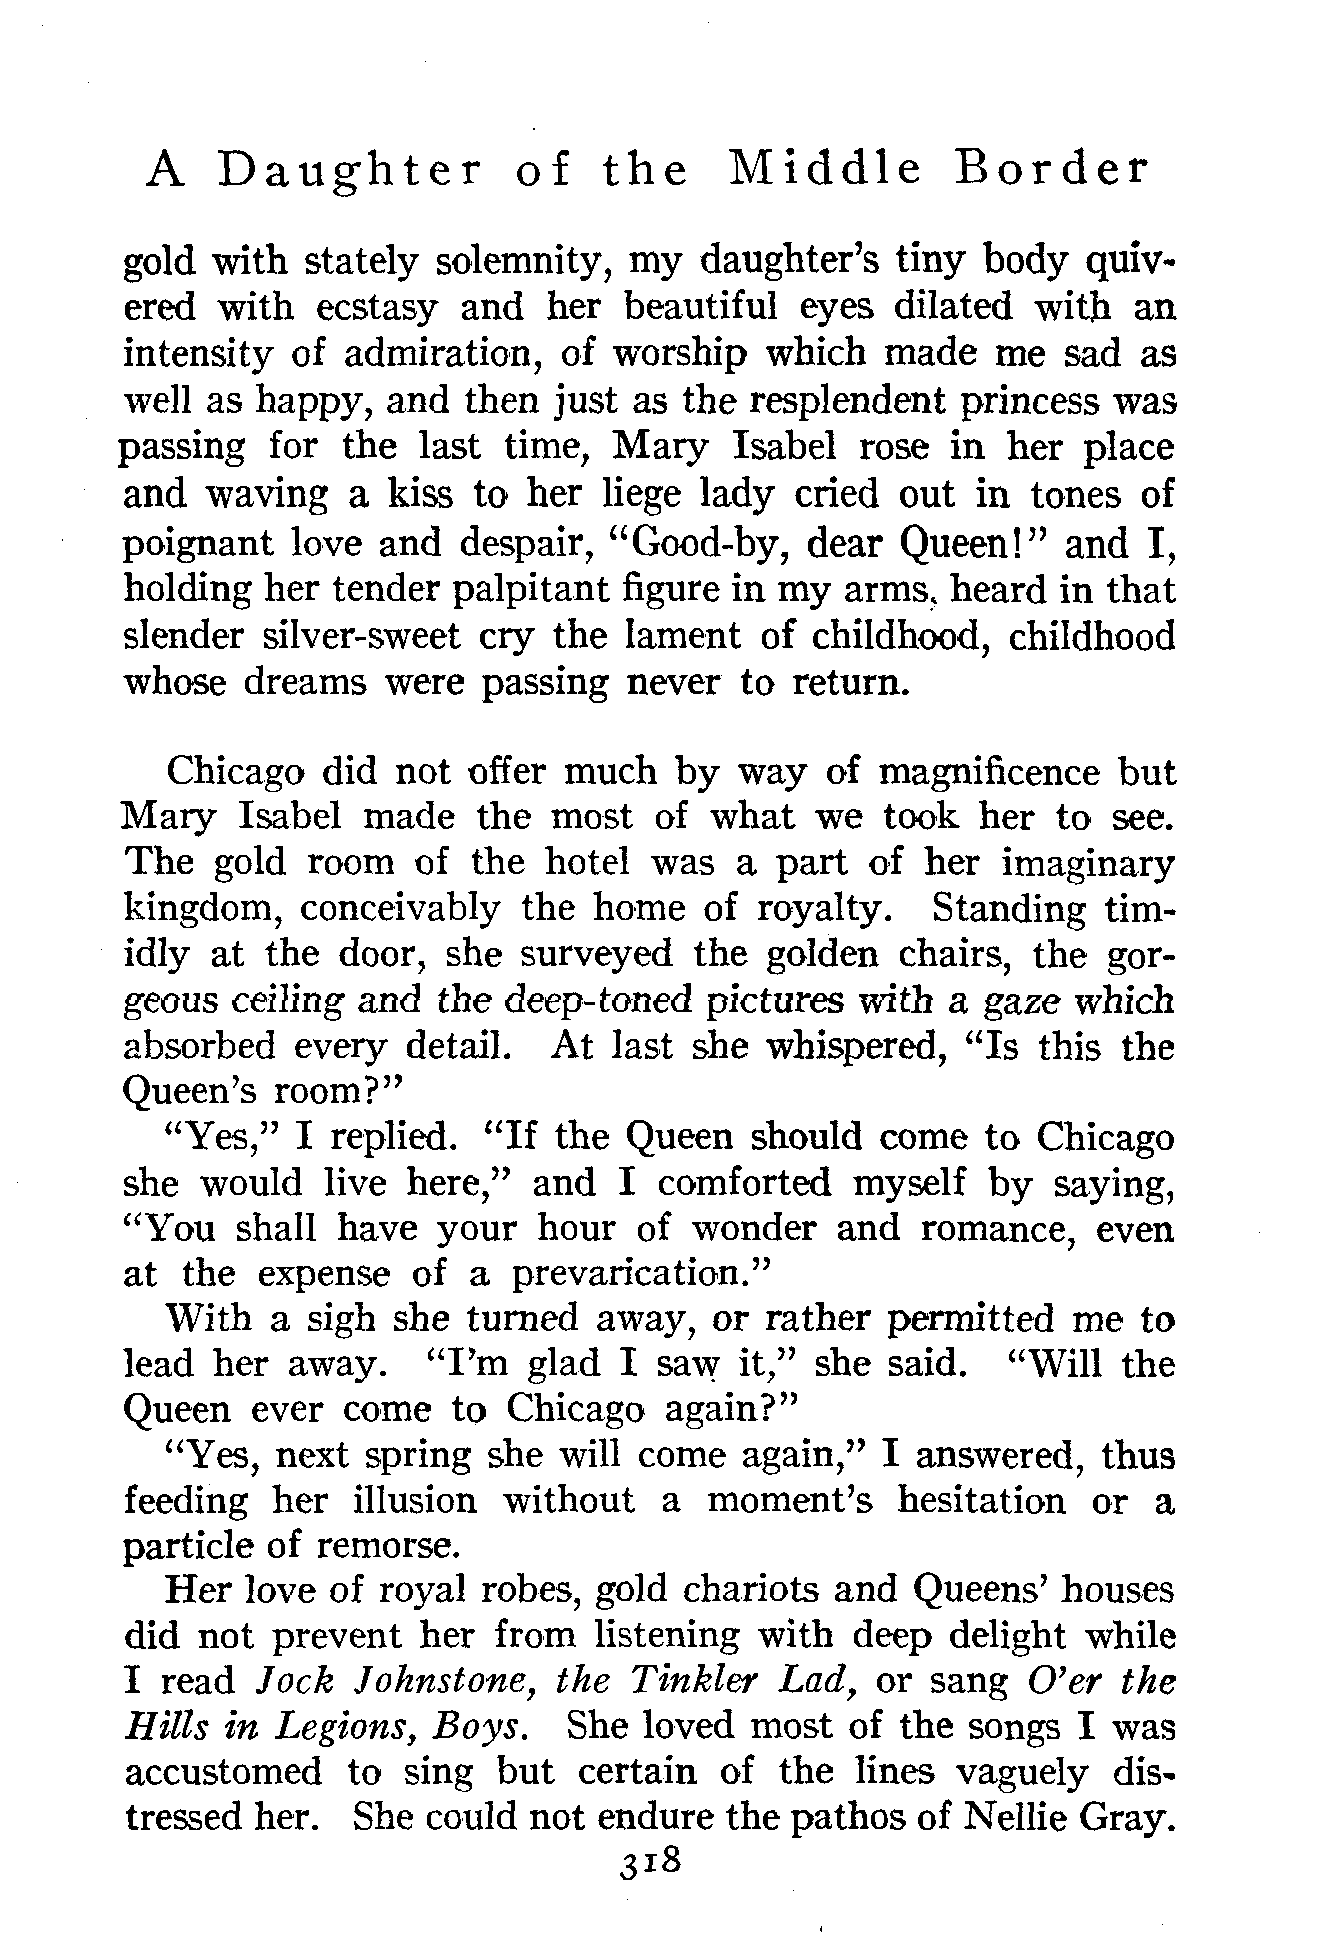 A Daughter of the Middle Border
gold with stately solemnity, my daughter's tiny body quiv-
ered with ecstasy and her beautiful eyes dilated with an
intensity of admiration, of worship which made me sad as
well as happy, and then just as the resplendent princess was
passing for the last time, Mary Isabel rose in her place
and waving a kiss to her liege lady cried out in tones of
poignant love and despair, "Good-by, dear Queen!" and I,
holding her tender palpitant figure in my arms, heard in that
slender silver-sweet cry the lament of childhood, childhood
whose dreams were passing never to return.
Chicago did not offer much by way of magnificence but
Mary Isabel made the most of what we took her to see.
The gold room of the hotel was a part of her imaginary
kingdom, conceivably the home of royalty. Standing tim-
idly at the door, she surveyed the golden chairs, the gor-
geous ceiling and the deep-toned pictures with a gaze which
absorbed every detail. At last she whispered, "Is this the
Queen's room?"
"Yes," I replied. "If the Queen should come to Chicago
she would live here," and I comforted myself by saying,
"You shall have your hour of wonder and romance, even
at the expense of a prevarication."
With a sigh she turned away, or rather permitted me to
lead her away. "I'm glad I saw it," she said. "Will the
Queen ever come to Chicago again?"
"Yes, next spring she will come again," I answered, thus
feeding her illusion without a moment's hesitation or a
particle of remorse.
Her love of royal robes, gold chariots and Queens' houses
did not prevent her from listening with deep delight while
I read Jock Johnstone, the Tinkler Lad, or sang O'er the
Hills in Legions, Boys. She loved most of the songs I was
accustomed to sing but certain of the lines vaguely dis-
tressed her. She could not endure the pathos of Nellie Gray.
318